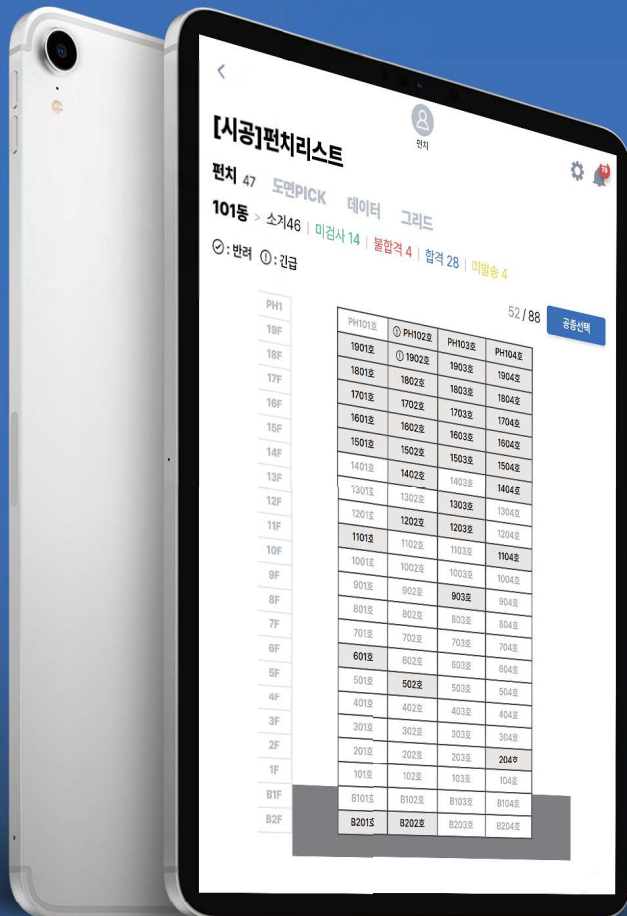 펀치
[시공]펀치리스트
펀치 47 도면PICK 데이터 그리드
101동 > 소계46 | 미검사 14 | 불합격 4 | 합격 28 | 미발송 4
: 반려 : 긴급
52 / 88 공종선택
PH1
19F
18F
17F
16F
15F
14F
13F
12F
11F
10F
9F
8F
7F
6F
5F
4F
3F
2F
1F
B1F
B2F
PH101호 PH102호 PH103호 PH104호
1901호 1902호 1903호 1904호
1801호 1802호 1803호 1804호
1701호 1702호 1703호 1704호
1601호 1602호 1603호 1604호
1501호 1502호 1503호 1504호
1401호 1402호 1403호 1404호
1301호 1302호 1303호 1304호
1201호 1202호 1203호 1204호
1101호 1102호 1103호 1104호
1001호 1002호 1003호 1004호
901호 902호 903호 904호
801호 802호 803호 804호
701호 702호 703호 704호
601호 602호 603호 604호
501호 502호 503호 504호
401호 402호 403호 404호
301호 302호 303호 304호
201호 202호 203호 204호
101호 102호 103호 104호
B101호 B102호 B103호 B104호
B201호 B202호 B203호 B204호